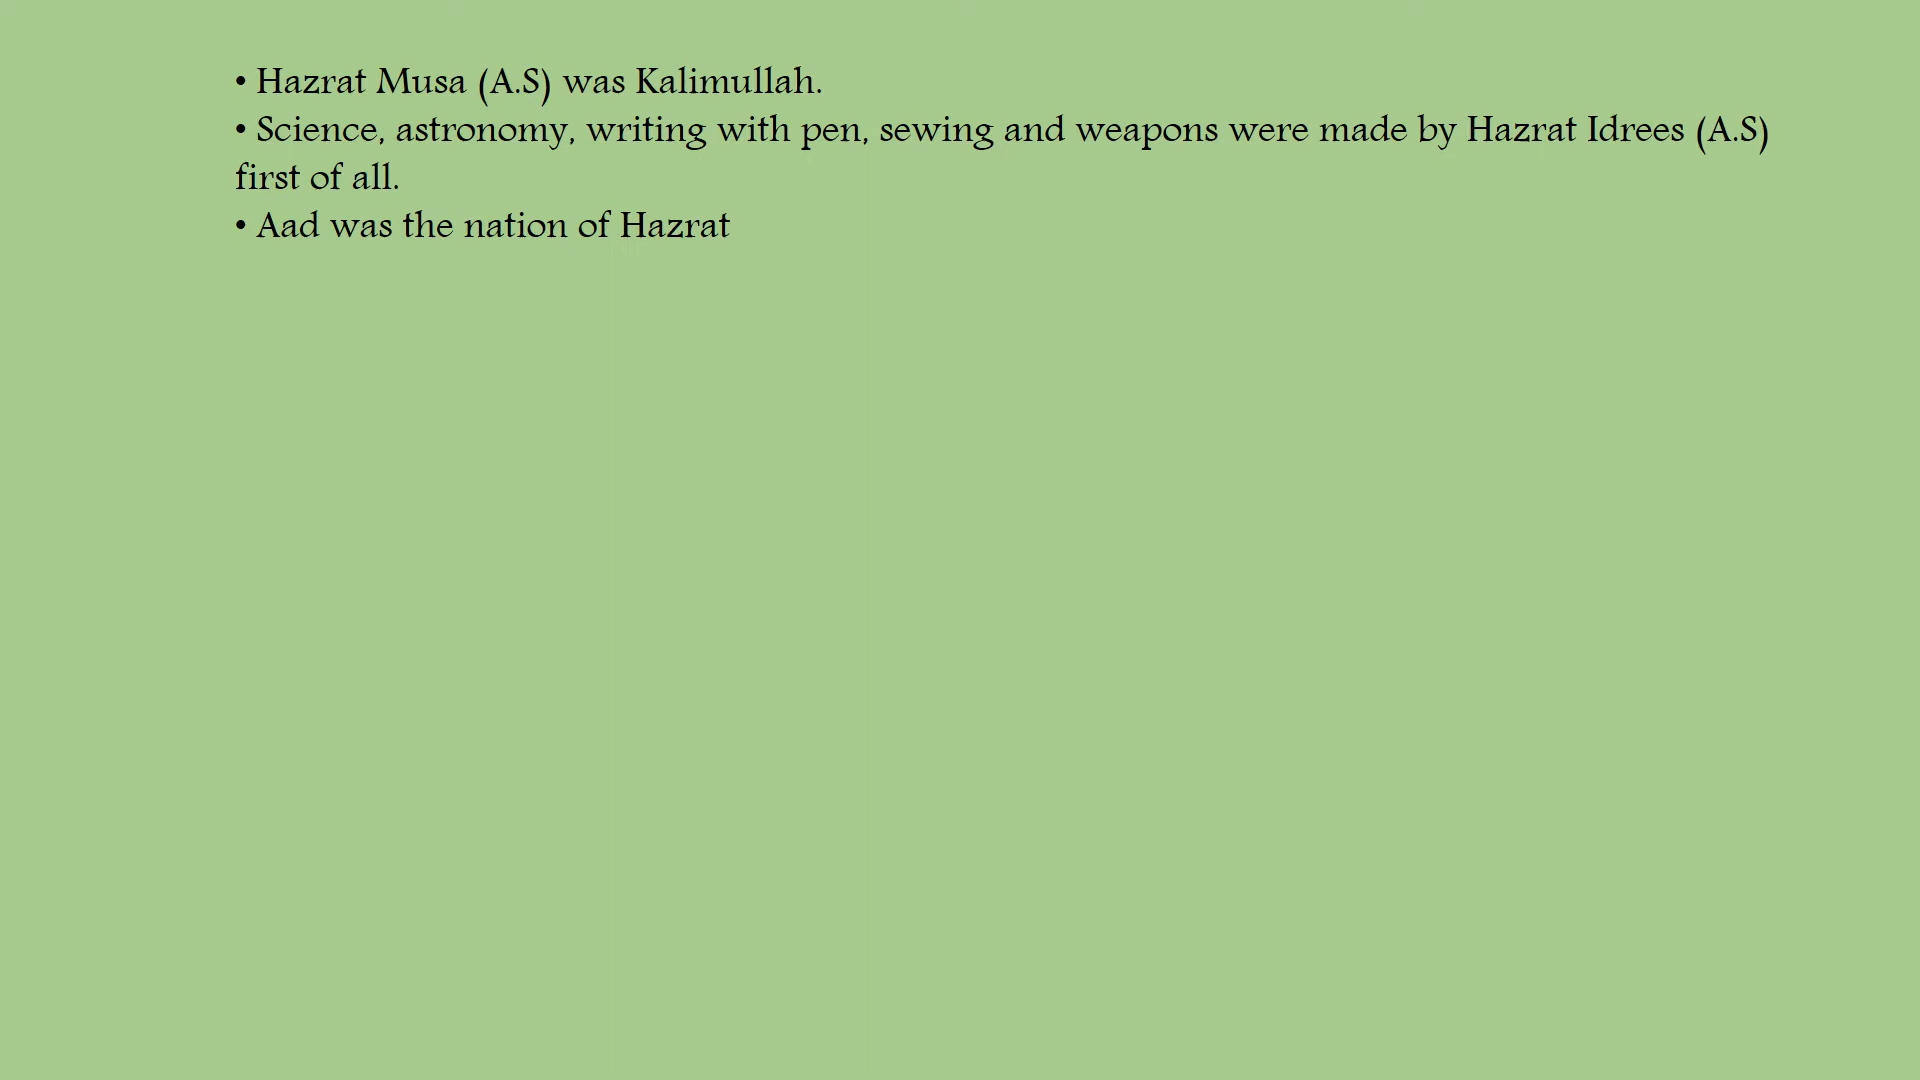 • Hazrat Musa (A.S) was Kalimullah.
• Science, astronomy, writing with pen, sewing and weapons were made by Hazrat Idrees (A.S)
first of all.
• Aad was the nation of Hazrat